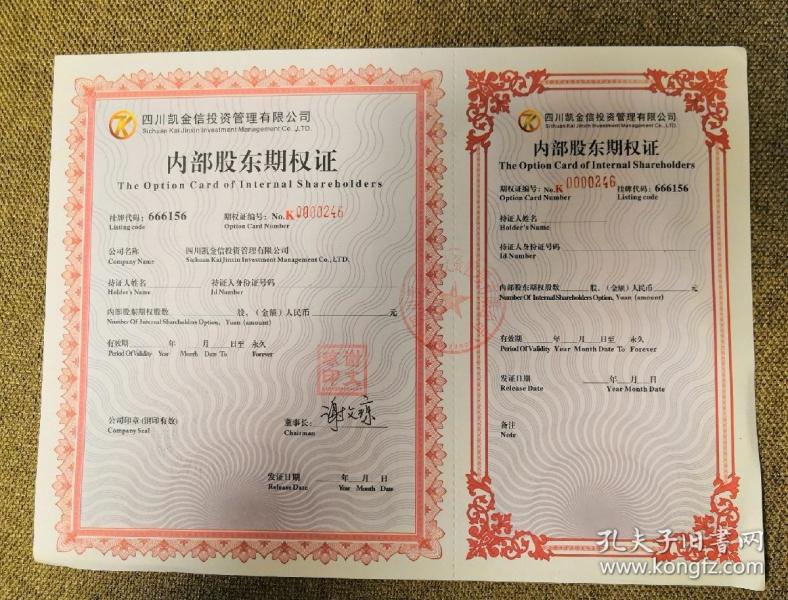 四川凯金信投资管理有限公司
Sichuan Kai Jinxin Investment Management Co .,LTD.
内部股东期权证
The Option Card of Internal Shareholders
挂牌代码：666156 期权证编号：No.K0000246
Listing code Option Card Number
公司名称 四川凯金信投资管理有限公司
Company Name Sichuan Kai Jinxin Investment Management Co., LTD.
持证人姓名 持证人身份证号码
Holder's Name Id Number
内部股东期权股数 股，（金额）人民币 元
Number Of Internal Shareholders Option, Yuan (amount)
有效期 年 月 日至 永久
Period Of Validity Year Month Date To Forever
公司印章(钢印有效) 董事长：谢文琼
Company Seal Chairman
发证日期 年 月 日
Release Date Year Month Date
四川凯金信投资管理有限公司
Sichuan Kai Jinxin Investment Management Co., LTD.
内部股东期权证
The Option Card of Internal Shareholders
期权证编号：No.K0000246 挂牌代码：666156
Option Card Number Listing code
持证人姓名
Holder's Name
持证人身份证号码
Id Number
内部股东期权股数 股，（金额）人民币 元
Number Of Internal Shareholders Option, Yuan (amount)
有效期 年 月 日至 永久
Period Of Validity Year Month Date To Forever
发证日期 年 月 日
Release Date Year Month Date
备注
Note
孔夫子旧书网
www.kongfz.com